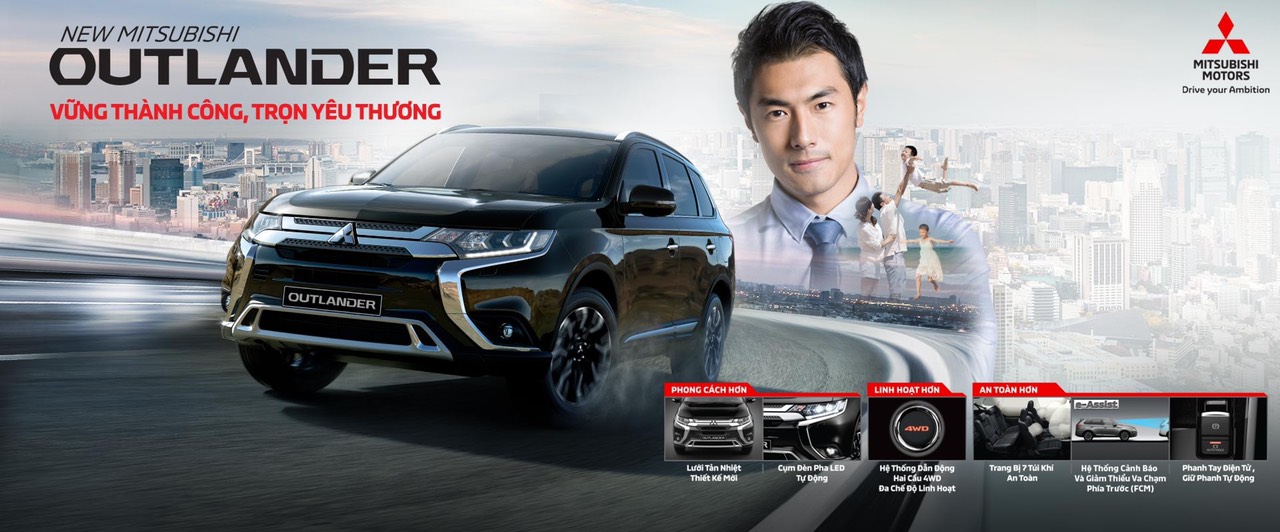 NEW MITSUBISHI
OUTLANDER
VỮNG THÀNH CÔNG, TRỌN YÊU THƯƠNG
MITSUBISHI
MOTORS
Drive your Ambition
OUTLANDER
PHONG CÁCH HƠN
OUTLANDER
Lưới Tản Nhiệt
Thiết Kế Mới
Cụm Đèn Pha LED
Tự Động
LINH HOẠT HƠN
4WD
Hệ Thống Dẫn Động
Hai Cầu 4WD
Đa Chế Độ Linh Hoạt
AN TOÀN HƠN
Trang Bị 7 Túi Khí
An Toàn
e-Assist
Hệ Thống Cảnh Báo
Và Giảm Thiểu Va Chạm
Phía Trước (FCM)
Phanh Tay Điện Tử ,
Giữ Phanh Tự Động